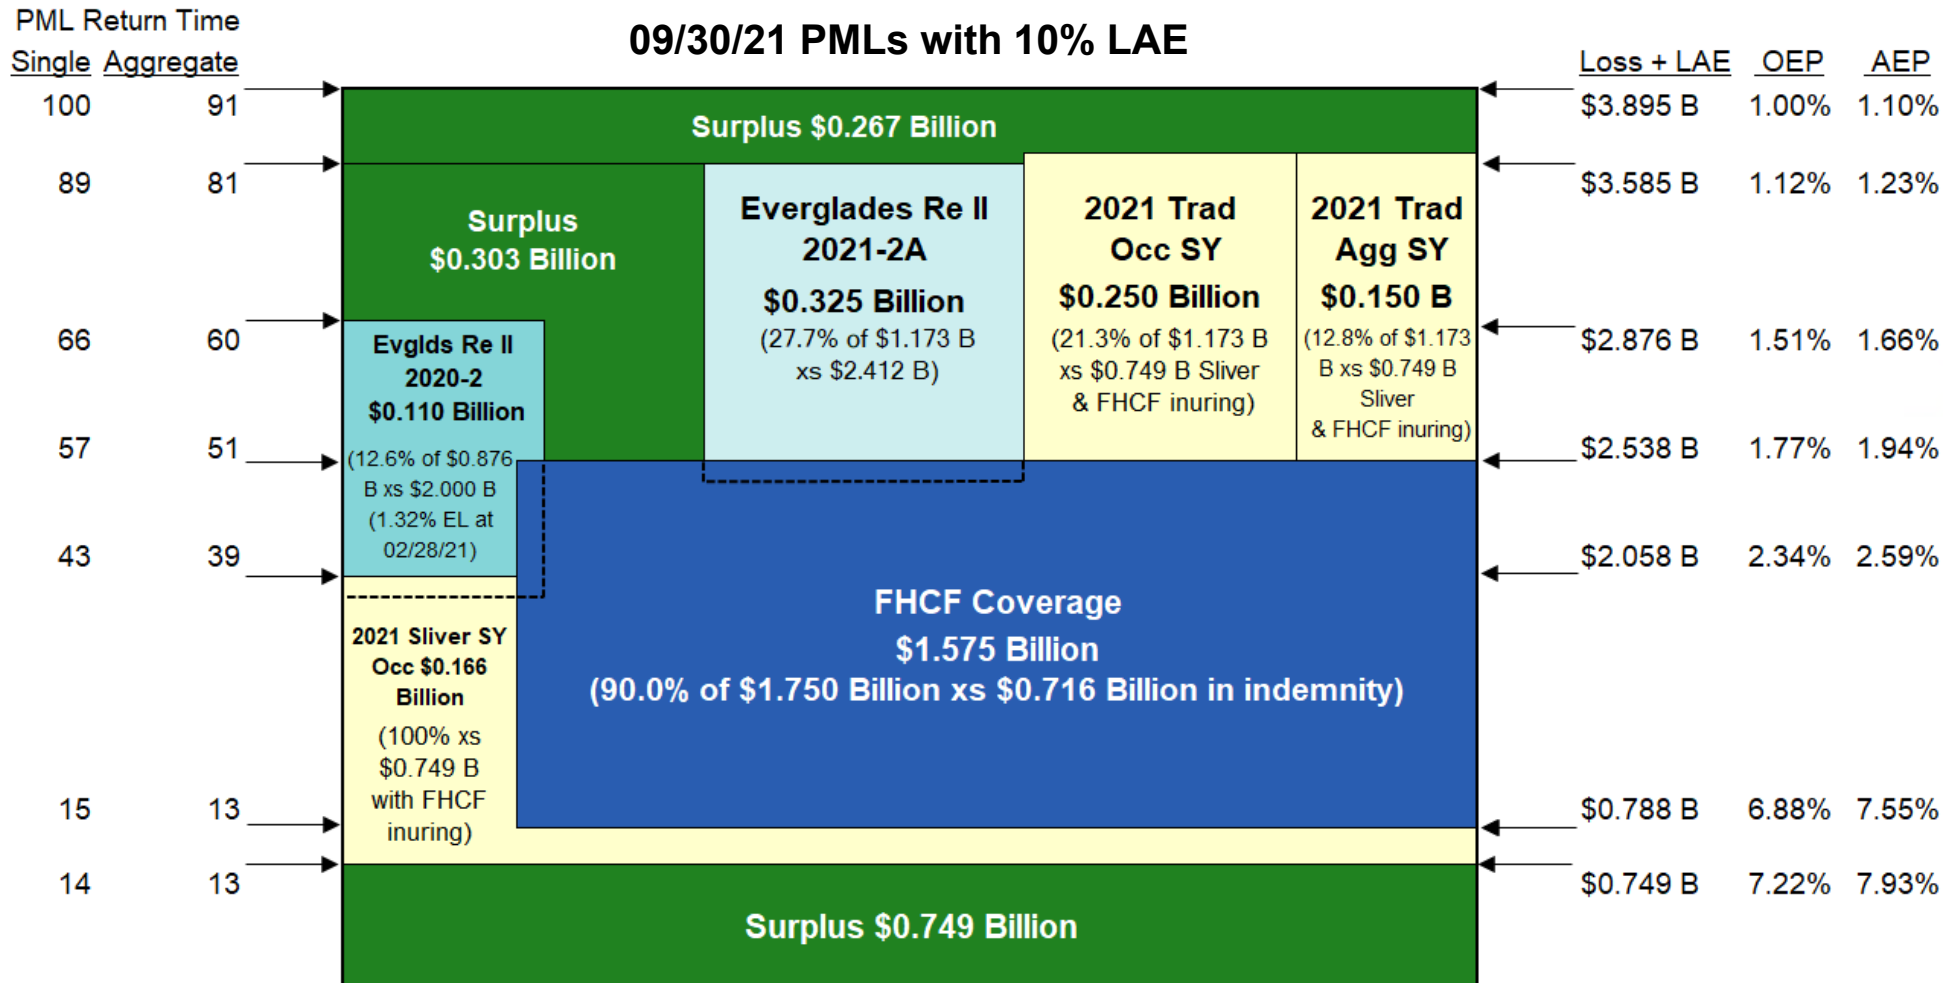 09/30/21 PMLs with 10% LAE
PML Return Time
Single Aggregate
100 91
89 81
66 60
57 51
43 39
15 13
14 13
Surplus $0.267 Billion
Surplus
$0.303 Billion
Everglades Re II
2021-2A
$0.325 Billion
(27.7% of $1.173 B
xs $2.412 B)
2021 Trad
Occ SY
$0.250 Billion
(21.3% of $1.173 B
xs $0.749 B Sliver
& FHCF inuring)
2021 Trad
Agg SY
$0.150 B
(12.8% of $1.173
B xs $0.749 B
Sliver
& FHCF inuring)
Evglds Re II
2020-2
$0.110 Billion
(12.6% of $0.876
B xs $2.000 B
(1.32% EL at
02/28/21)
FHCF Coverage
$1.575 Billion
(90.0% of $1.750 Billion xs $0.716 Billion in indemnity)
2021 Sliver SY
Occ $0.166
Billion
(100% xs
$0.749 B
with FHCF
inuring)
Surplus $0.749 Billion
Loss + LAE OEP AEP
$3.895 B 1.00% 1.10%
$3.585 B 1.12% 1.23%
$2.876 B 1.51% 1.66%
$2.538 B 1.77% 1.94%
$2.058 B 2.34% 2.59%
$0.788 B 6.88% 7.55%
$0.749 B 7.22% 7.93%